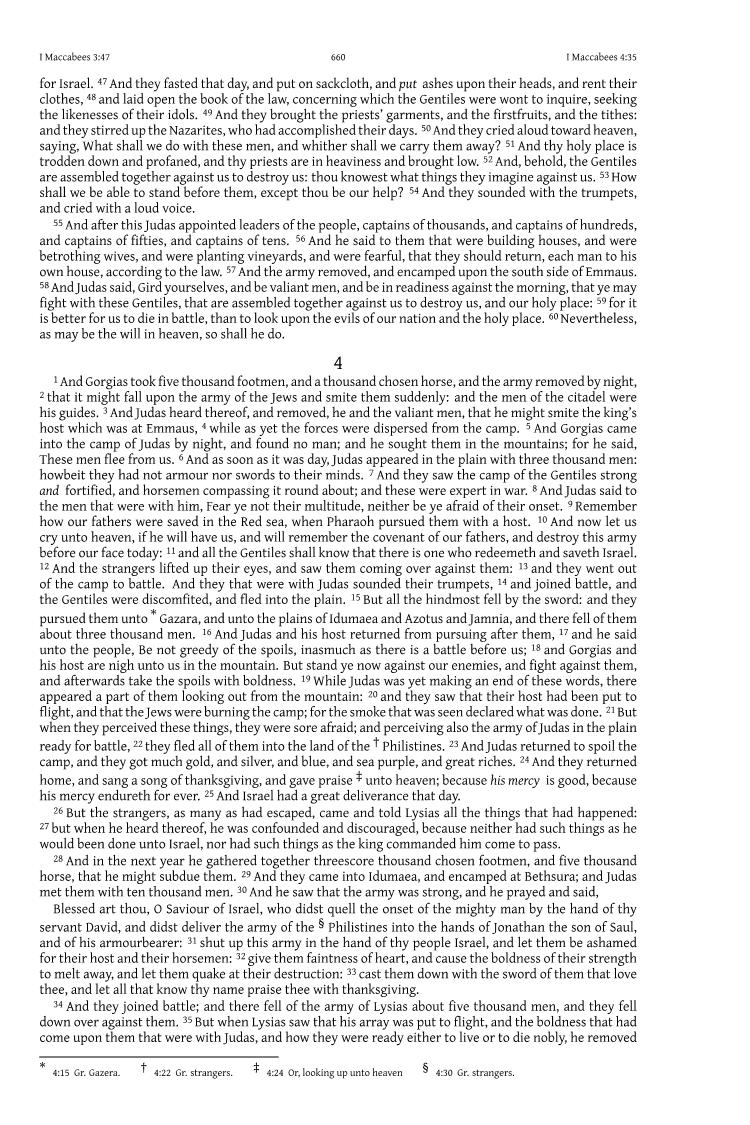 I Maccabees 3:47 660 I Maccabees 4:35
for Israel. 47 And they fasted that day, and put on sackcloth, and put ashes upon their heads, and rent their
clothes, 48 and laid open the book of the law, concerning which the Gentiles were wont to inquire, seeking
the likenesses of their idols. 49 And they brought the priests’ garments, and the firstfruits, and the tithes:
and they stirred up the Nazarites, who had accomplished their days. 50 And they cried aloud toward heaven,
saying, What shall we do with these men, and whither shall we carry them away? 51 And thy holy place is
trodden down and profaned, and thy priests are in heaviness and brought low. 52 And, behold, the Gentiles
are assembled together against us to destroy us: thou knowest what things they imagine against us. 53 How
shall we be able to stand before them, except thou be our help? 54 And they sounded with the trumpets,
and cried with a loud voice.
55 And after this Judas appointed leaders of the people, captains of thousands, and captains of hundreds,
and captains of fifties, and captains of tens. 56 And he said to them that were building houses, and were
betrothing wives, and were planting vineyards, and were fearful, that they should return, each man to his
own house, according to the law. 57 And the army removed, and encamped upon the south side of Emmaus.
58 And Judas said, Gird yourselves, and be valiant men, and be in readiness against the morning, that ye may
fight with these Gentiles, that are assembled together against us to destroy us, and our holy place: 59 for it
is better for us to die in battle, than to look upon the evils of our nation and the holy place. 60 Nevertheless,
as may be the will in heaven, so shall he do.
4
1 And Gorgias took five thousand footmen, and a thousand chosen horse, and the army removed by night,
2 that it might fall upon the army of the Jews and smite them suddenly: and the men of the citadel were
his guides. 3 And Judas heard thereof, and removed, he and the valiant men, that he might smite the king’s
host which was at Emmaus, 4 while as yet the forces were dispersed from the camp. 5 And Gorgias came
into the camp of Judas by night, and found no man; and he sought them in the mountains; for he said,
These men flee from us. 6 And as soon as it was day, Judas appeared in the plain with three thousand men:
howbeit they had not armour nor swords to their minds. 7 And they saw the camp of the Gentiles strong
and fortified, and horsemen compassing it round about; and these were expert in war. 8 And Judas said to
the men that were with him, Fear ye not their multitude, neither be ye afraid of their onset. 9 Remember
how our fathers were saved in the Red sea, when Pharaoh pursued them with a host. 10 And now let us
cry unto heaven, if he will have us, and will remember the covenant of our fathers, and destroy this army
before our face today: 11 and all the Gentiles shall know that there is one who redeemeth and saveth Israel.
12 And the strangers lifted up their eyes, and saw them coming over against them: 13 and they went out
of the camp to battle. And they that were with Judas sounded their trumpets, 14 and joined battle, and
the Gentiles were discomfited, and fled into the plain. 15 But all the hindmost fell by the sword: and they
pursued them unto * Gazara, and unto the plains of Idumaea and Azotus and Jamnia, and there fell of them
about three thousand men. 16 And Judas and his host returned from pursuing after them, 17 and he said
unto the people, Be not greedy of the spoils, inasmuch as there is a battle before us; 18 and Gorgias and
his host are nigh unto us in the mountain. But stand ye now against our enemies, and fight against them,
and afterwards take the spoils with boldness. 19 While Judas was yet making an end of these words, there
appeared a part of them looking out from the mountain: 20 and they saw that their host had been put to
flight, and that the Jews were burning the camp; for the smoke that was seen declared what was done. 21 But
when they perceived these things, they were sore afraid; and perceiving also the army of Judas in the plain
ready for battle, 22 they fled all of them into the land of the † Philistines. 23 And Judas returned to spoil the
camp, and they got much gold, and silver, and blue, and sea purple, and great riches. 24 And they returned
home, and sang a song of thanksgiving, and gave praise ‡ unto heaven; because his mercy is good, because
his mercy endureth for ever. 25 And Israel had a great deliverance that day.
26 But the strangers, as many as had escaped, came and told Lysias all the things that had happened:
27 but when he heard thereof, he was confounded and discouraged, because neither had such things as he
would been done unto Israel, nor had such things as the king commanded him come to pass.
28 And in the next year he gathered together threescore thousand chosen footmen, and five thousand
horse, that he might subdue them. 29 And they came into Idumaea, and encamped at Bethsura; and Judas
met them with ten thousand men. 30 And he saw that the army was strong, and he prayed and said,
Blessed art thou, O Saviour of Israel, who didst quell the onset of the mighty man by the hand of thy
servant David, and didst deliver the army of the § Philistines into the hands of Jonathan the son of Saul,
and of his armourbearer: 31 shut up this army in the hand of thy people Israel, and let them be ashamed
for their host and their horsemen: 32 give them faintness of heart, and cause the boldness of their strength
to melt away, and let them quake at their destruction: 33 cast them down with the sword of them that love
thee, and let all that know thy name praise thee with thanksgiving.
34 And they joined battle; and there fell of the army of Lysias about five thousand men, and they fell
down over against them. 35 But when Lysias saw that his array was put to flight, and the boldness that had
come upon them that were with Judas, and how they were ready either to live or to die nobly, he removed
* 4:15 Gr. Gazera. † 4:22 Gr. strangers. ‡ 4:24 Or, looking up unto heaven § 4:30 Gr. strangers.